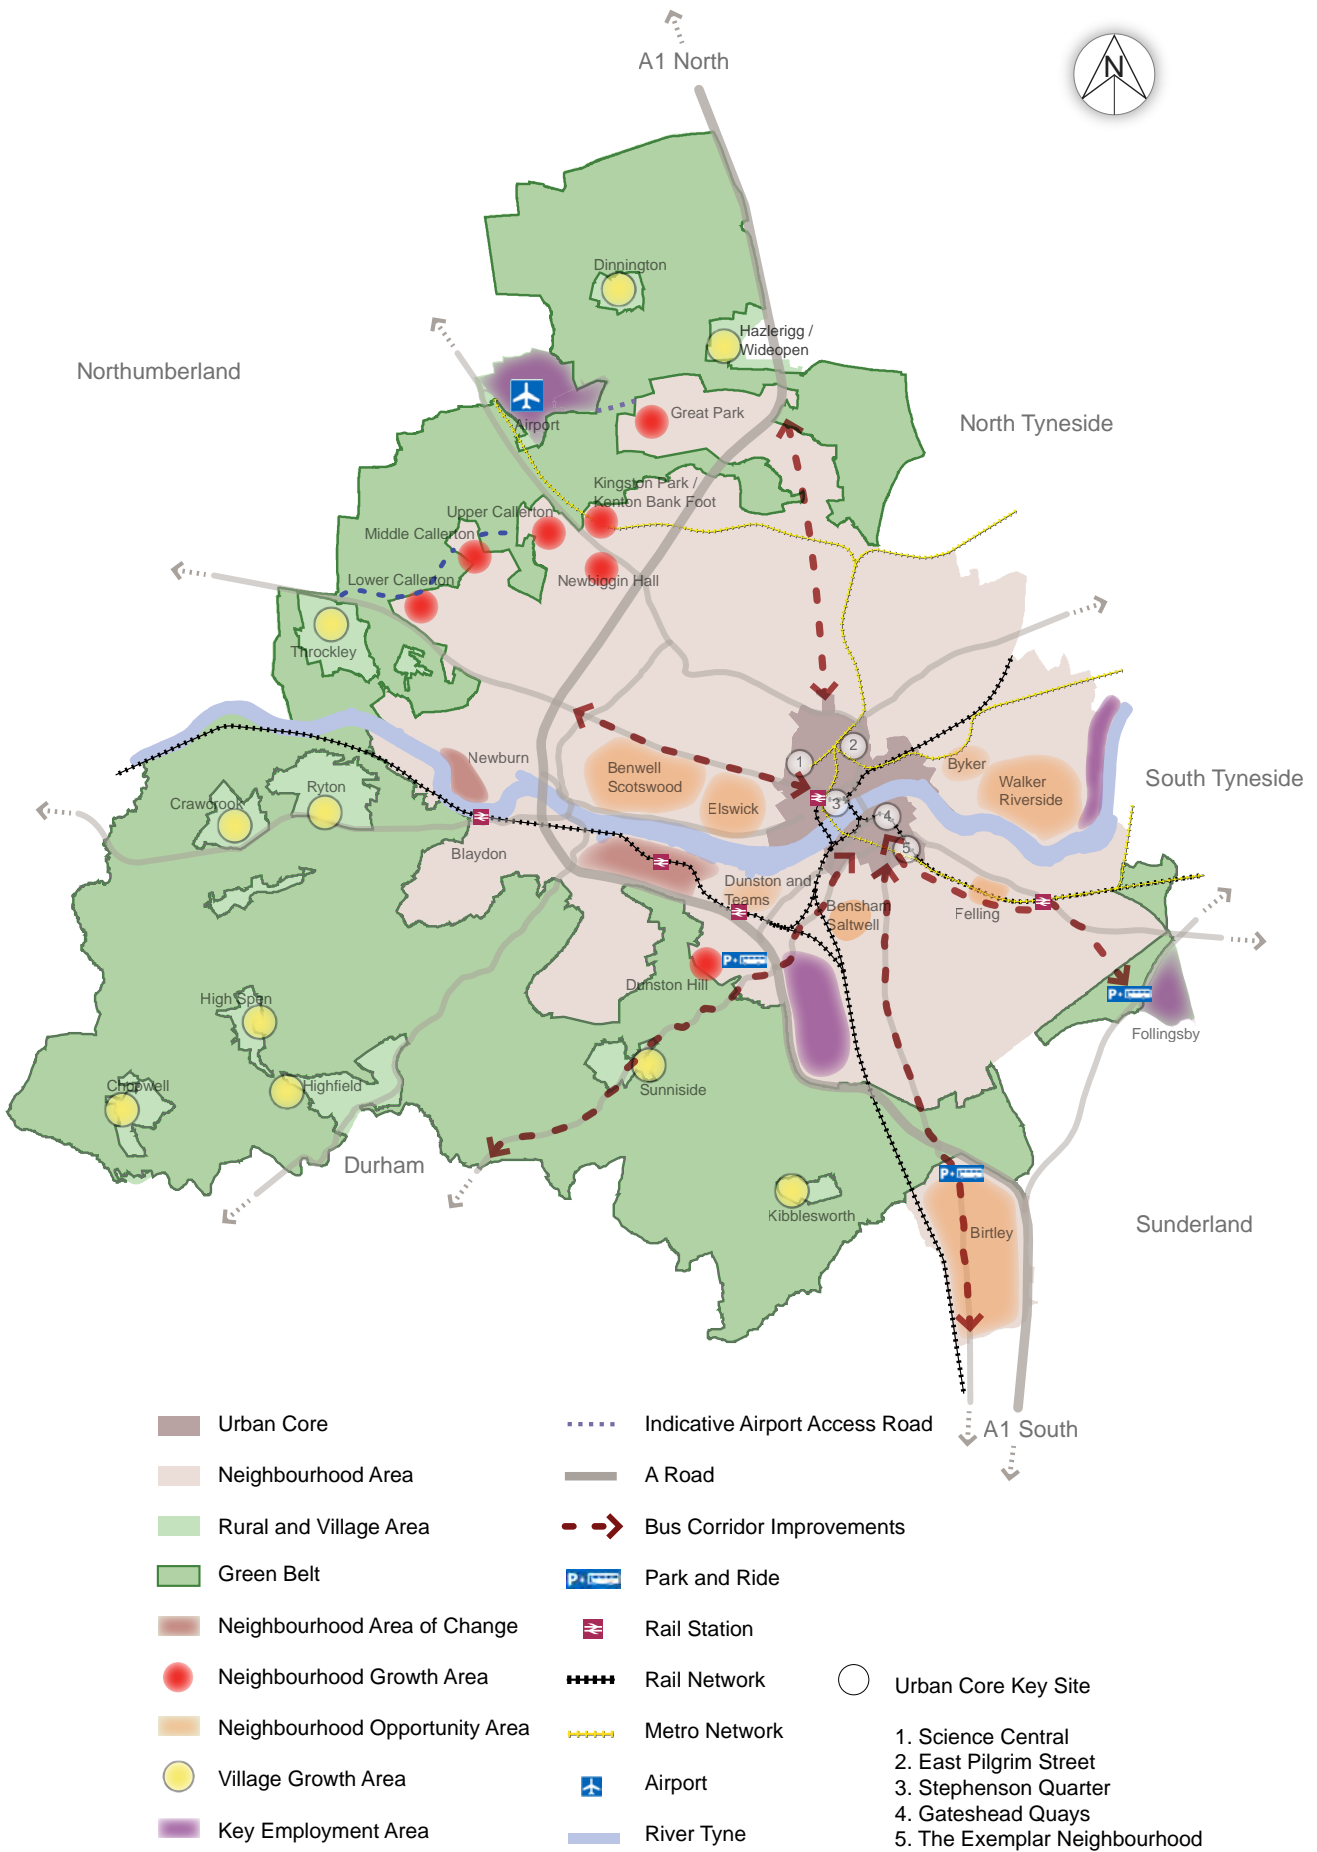 A1 North
N
Dinnington
Hazlerigg /
Wideopen
Northumberland
Airport
Great Park
North Tyneside
Kingston Park /
Kenton Bank Foot
Upper Callerton
Middle Callerton
Lower Callerton
Newbiggin Hall
Throckley
Newburn
Benwell
Scotswood
Elswick
1
2
3
4
5
Byker
Walker
Riverside
South Tyneside
Ryton
Crawcrook
Blaydon
Dunston and
Teams
Bensham
Saltwell
Felling
P+
Dunston Hill
High Spen
P+
Follingsby
Chopwell
Highfield
Sunniside
Durham
P+
Kibblesworth
Birtley
Sunderland
A1 South
Urban Core
Neighbourhood Area
Rural and Village Area
Green Belt
Neighbourhood Area of Change
Neighbourhood Growth Area
Neighbourhood Opportunity Area
Village Growth Area
Key Employment Area
Indicative Airport Access Road
A Road
Bus Corridor Improvements
P+
Park and Ride
Rail Station
Rail Network
Metro Network
Airport
River Tyne
Urban Core Key Site
1. Science Central
2. East Pilgrim Street
3. Stephenson Quarter
4. Gateshead Quays
5. The Exemplar Neighbourhood